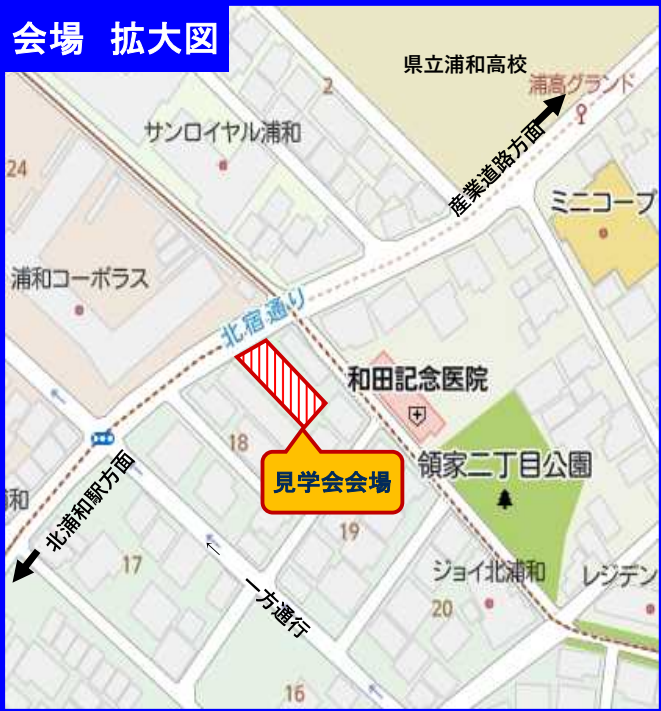 会場 拡大図
県立浦和高校
2
浦高グランド
サンロイヤル浦和
産業道路方面
24
ミニコープ
浦和コーポラス
北宿通り
和田記念医院
18
領家二丁目公園
見学会会場
浦和
北浦和駅方面
19
17
ジョイ北浦和
レジデン
一方通行
20
16